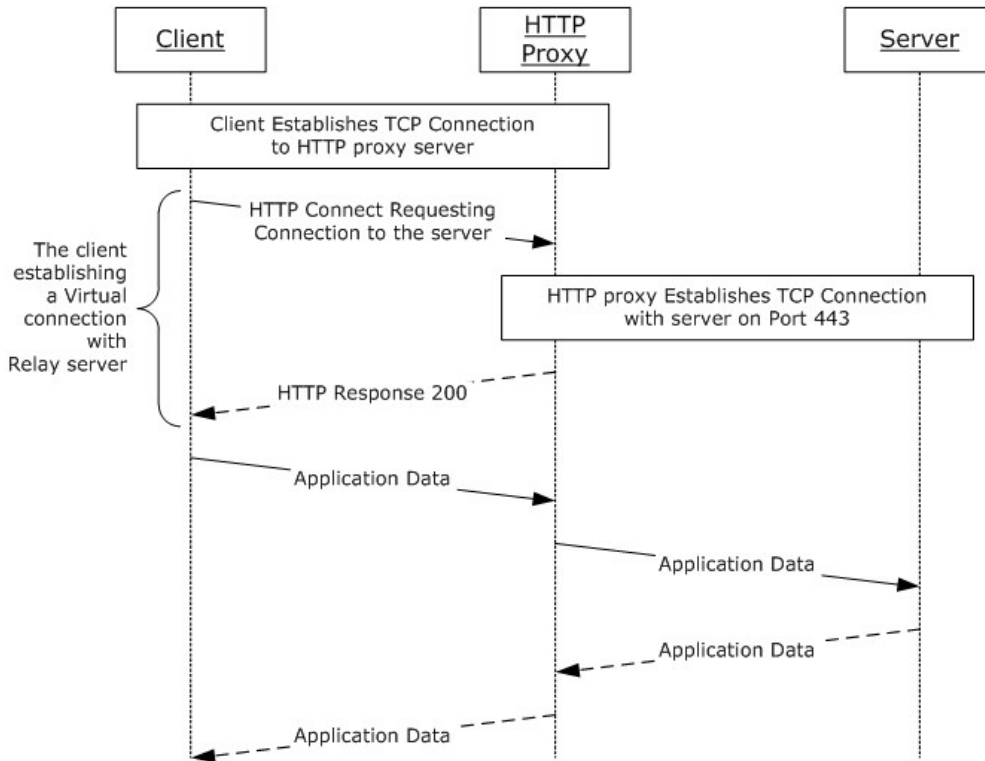 Client
HTTP
Proxy
Server
Client Establishes TCP Connection
to HTTP proxy server
HTTP Connect Requesting
Connection to the server
The client
establishing
a Virtual
connection
with
Relay server
HTTP proxy Establishes TCP Connection
with server on Port 443
HTTP Response 200
Application Data
Application Data
Application Data
Application Data